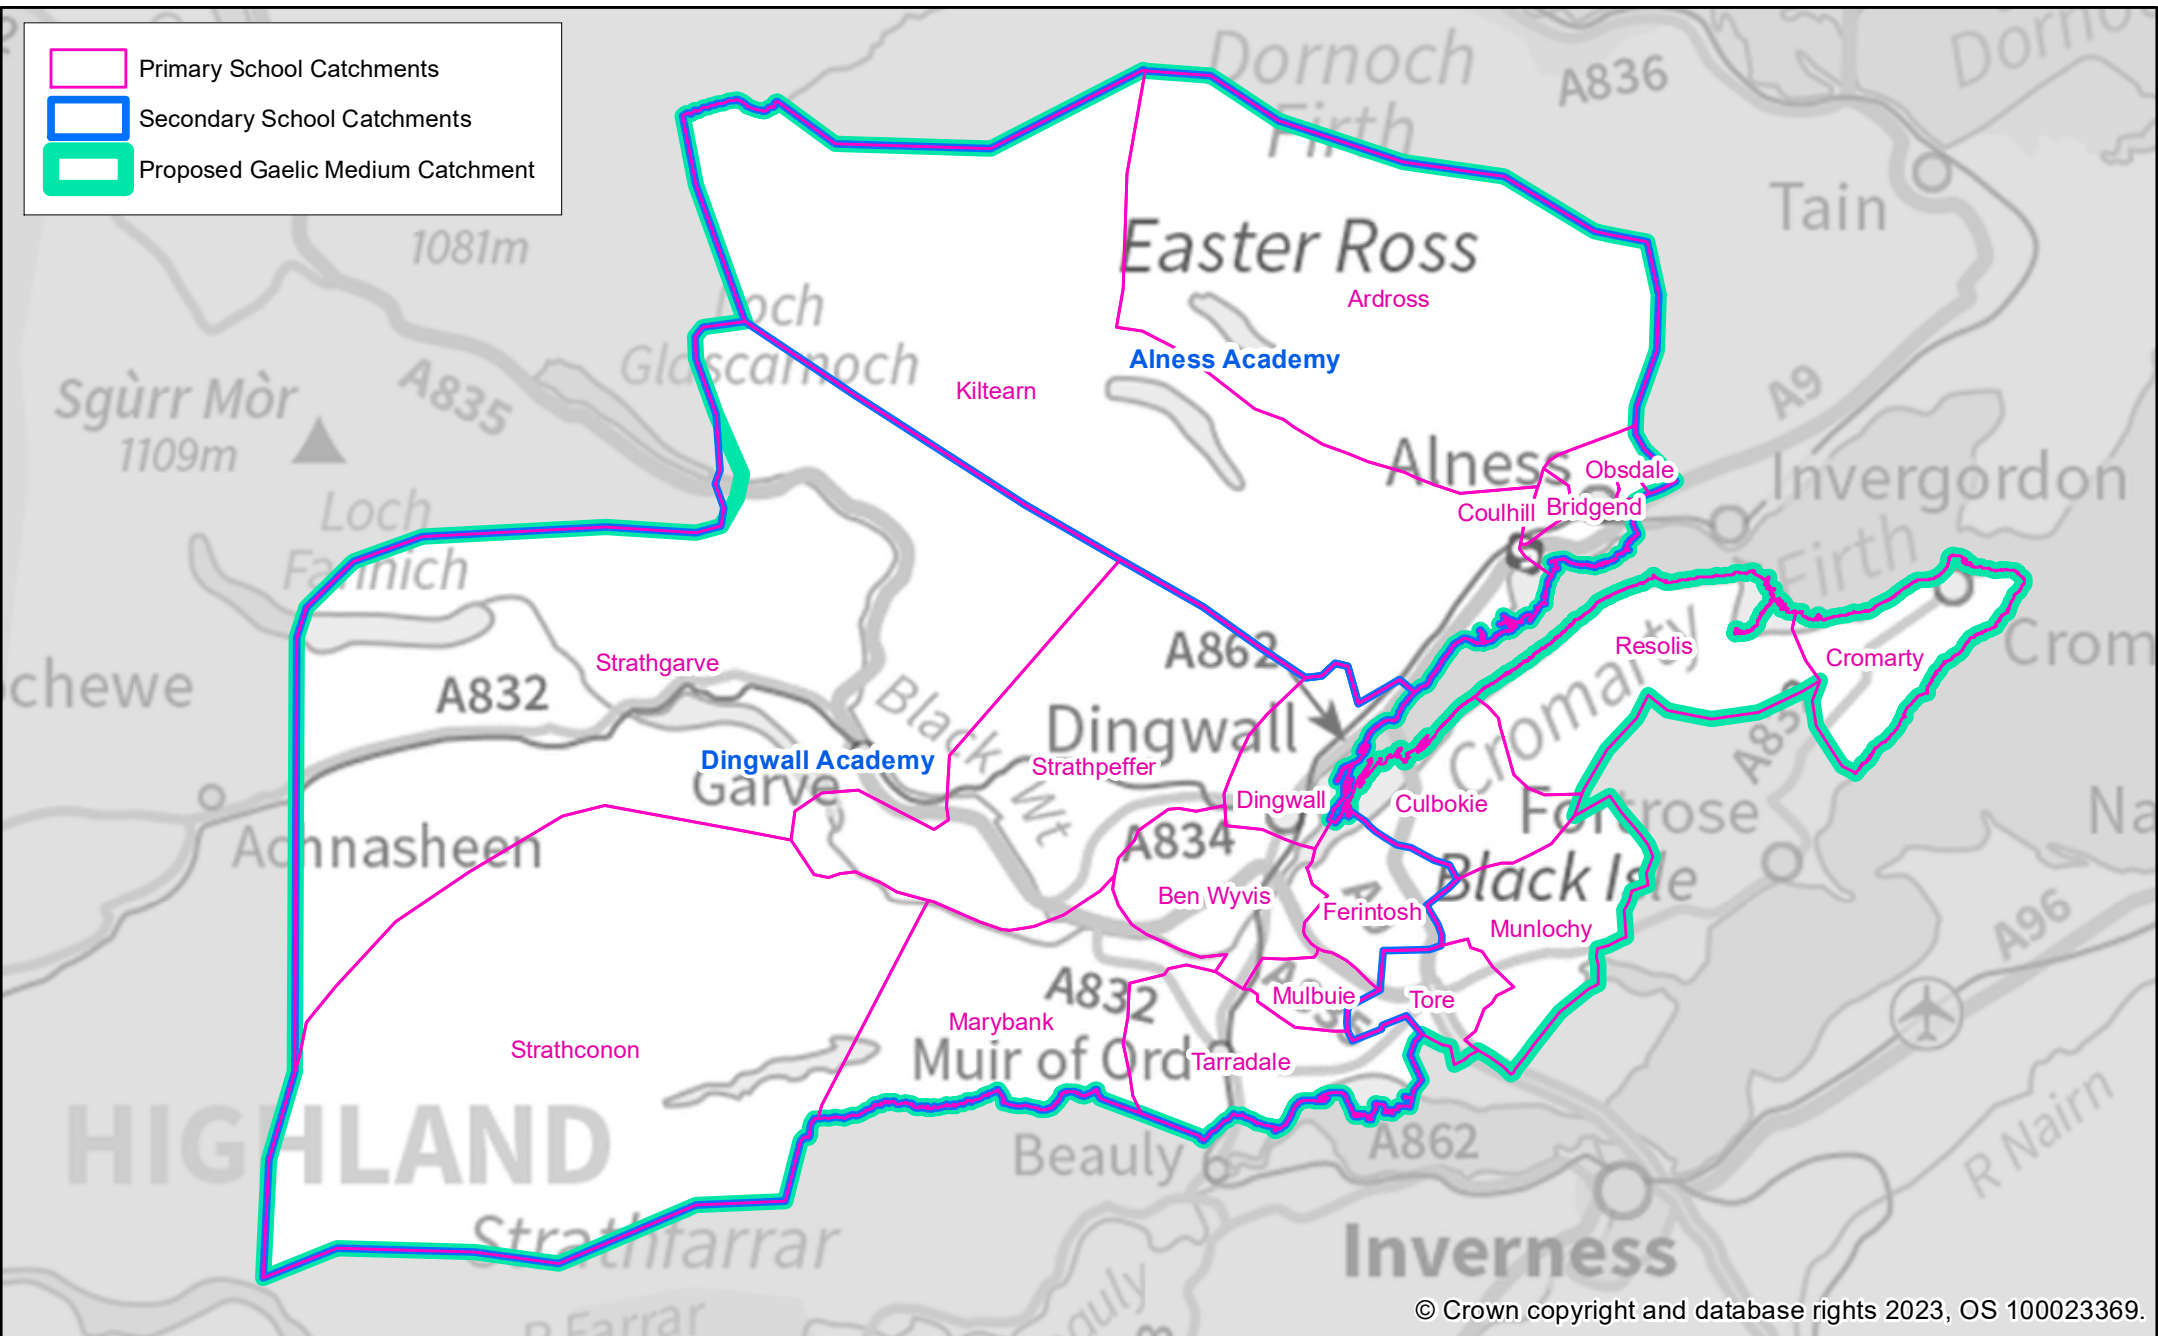 Primary School Catchments
Secondary School Catchments
Proposed Gaelic Medium Catchment
Dornoch
Firth
A836
Tain
1081m
Easter Ross
Ardross
Loch
Glascarnoch
Alness Academy
Kiltearn
Sgùrr Mòr
1109m
A835
A9
Alness
Obsdale
Invergordon
Coulhill
Bridgend
Loch
Fannich
Firth
Cromarty
Resolis
Cromarty
Crom
ochewe
Strathgarve
A832
A862
Dingwall
Black Wt
Dingwall Academy
Garve
Strathpeffer
Dingwall
Culbokie
Fortrose
Achnasheen
A834
Black Isle
Ben Wyvis
Ferintosh
Munlochy
A96
Na
A832
Mulbuie
Tore
Marybank
Muir of Ord
Tarradale
Strathconon
HIGHLAND
Beauly
A862
R Nairn
Strathfarrar
Inverness
R Farrar
© Crown copyright and database rights 2023, OS 100023369.